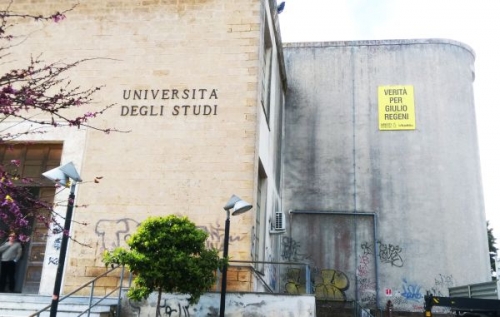 UNIVERSITA
DEGLI STUDI
VERITÀ
PER
GIULIO
REGENI